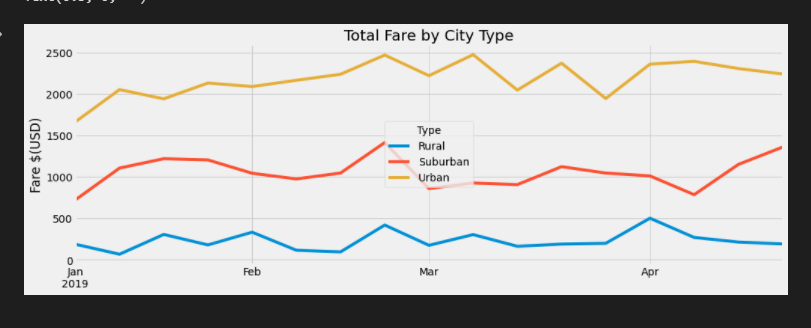 Total Fare by City Type
Fare $(USD)
2500
2000
1500
1000
500
0
Type
Rural
Suburban
Urban
Jan
2019
Feb
Mar
Apr